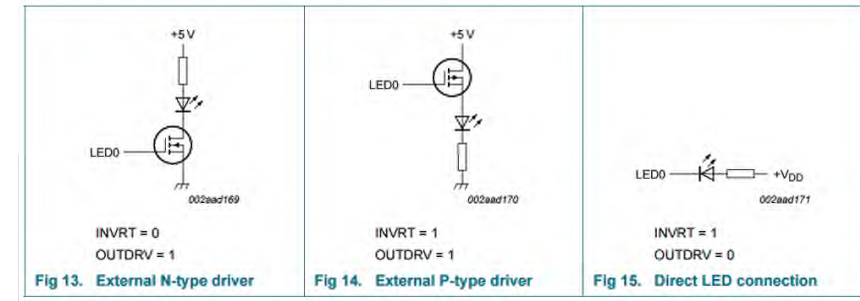 +5 V
LED0
002aad169
INVRT = 0
OUTDRV = 1
Fig 13. External N-type driver
+5 V
LED0
002aad170
INVRT = 1
OUTDRV = 1
Fig 14. External P-type driver
LED0
+VDD
002aad171
INVRT = 1
OUTDRV = 0
Fig 15. Direct LED connection